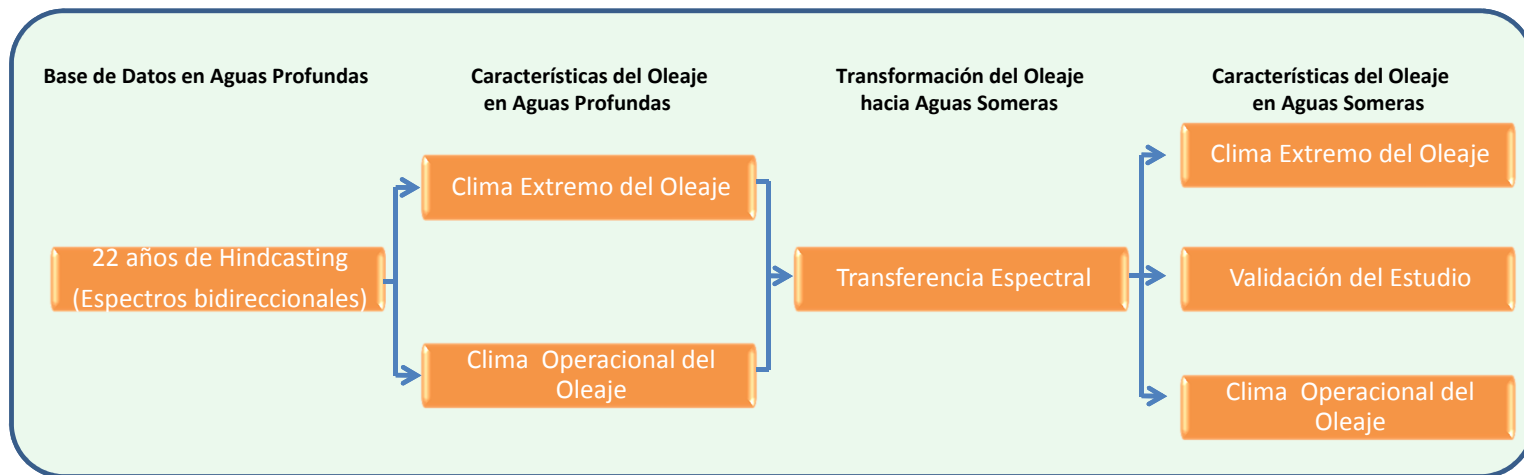 Base de Datos en Aguas Profundas
Características del Oleaje
en Aguas Profundas
Transformación del Oleaje
hacia Aguas Someras
Características del Oleaje
en Aguas Someras
22 años de Hindcasting
(Espectros bidireccionales)
Clima Extremo del Oleaje
Clima  Operacional del
Oleaje
Transferencia Espectral
Clima Extremo del Oleaje
Validación del Estudio
Clima  Operacional del
Oleaje